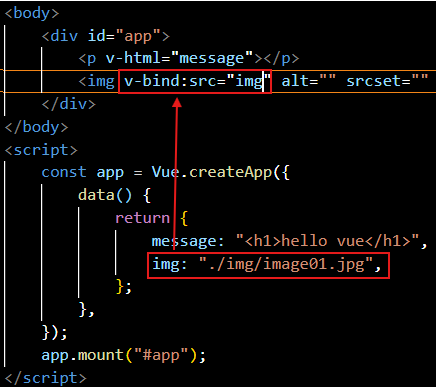 <body>
<div id="app">
<p v-html="message"></p>
<img v-bind:src="img" alt="" srcset=""
</div>
</body>
<script>
const app = Vue.createApp({
data() {
return {
message: "<h1>hello vue</h1>",
img: "./img/image01.jpg",
};
},
});
app.mount("#app");
</script>